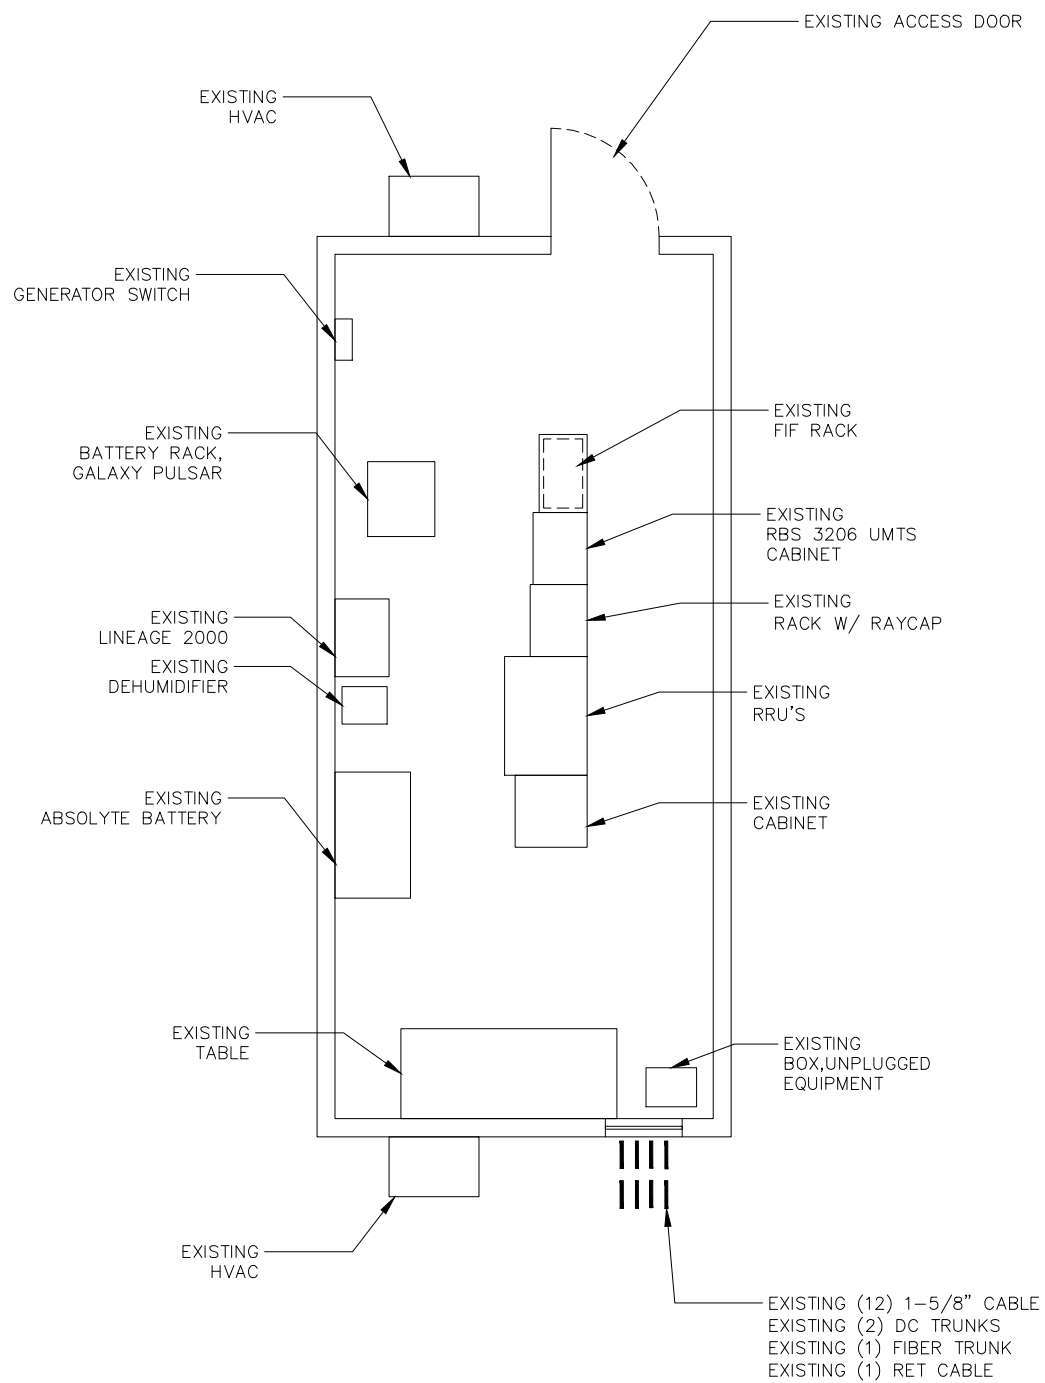 EXISTING ACCESS DOOR
EXISTING
HVAC
EXISTING
GENERATOR SWITCH
EXISTING
FIF RACK
EXISTING
BATTERY RACK,
GALAXY PULSAR
EXISTING
RBS 3206 UMTS
CABINET
EXISTING
RACK W/ RAYCAP
EXISTING
LINEAGE 2000
EXISTING
DEHUMIDIFIER
EXISTING
RRU'S
EXISTING
ABSOLYTE BATTERY
EXISTING
CABINET
EXISTING
TABLE
EXISTING
BOX,UNPLUGGED
EQUIPMENT
EXISTING
HVAC
EXISTING (12) 1-5/8" CABLE
EXISTING (2) DC TRUNKS
EXISTING (1) FIBER TRUNK
EXISTING (1) RET CABLE